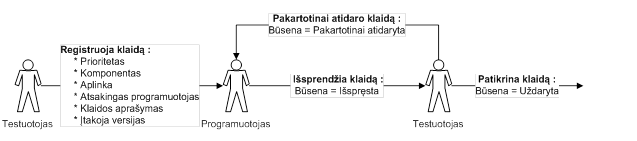 Pakartotinai atidaro klaidą :
Būsena = Pakartotinai atidaryta
Registruoja klaidą :
* Prioritetas
* Komponentas
* Aplinka
* Atsakingas programuotojas
* Klaidos aprašymas
* Įtakoja versijas
Išsprendžia klaidą :
Būsena = Išspręsta
Patikrina klaidą :
Būsena = Uždaryta
Testuotojas
Programuotojas
Testuotojas